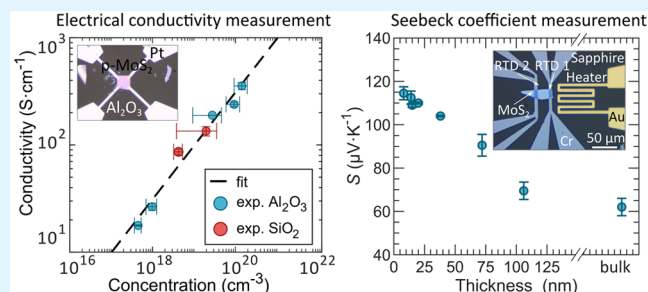 Electrical conductivity measurement
Seebeck coefficient measurement
Conductivity (S·cm⁻¹)
10³
10²
10¹
10¹⁶
10¹⁸
10²⁰
10²²
Concentration (cm⁻³)
Pt
p-MoS₂
Al₂O₃
fit
exp. Al₂O₃
exp. SiO₂
S (μV·K⁻¹)
140
120
100
80
60
40
0
25
50
75
100
125
bulk
Thickness (nm)
Sapphire
RTD 2
RTD 1
Heater
MoS₂
Au
Cr
50 μm